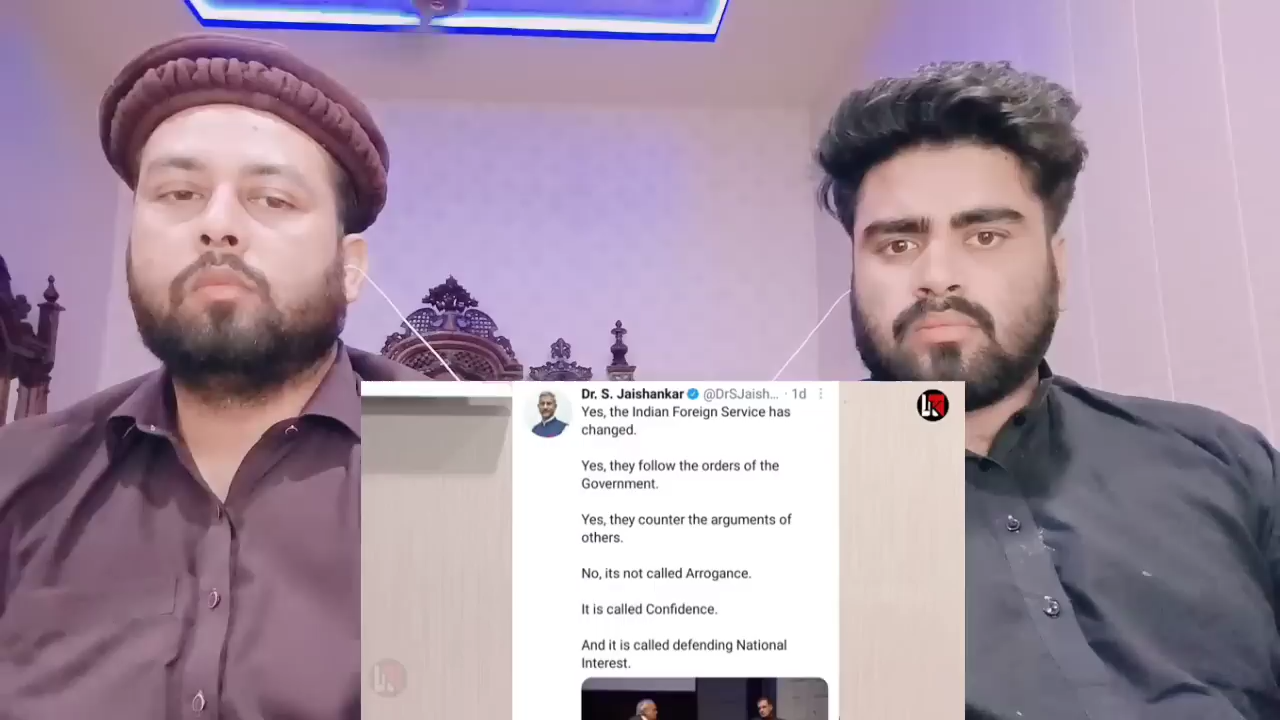 Dr. S. Jaishankar @DrSJaish... · 1d
Yes, the Indian Foreign Service has
changed.
Yes, they follow the orders of the
Government.
Yes, they counter the arguments of
others.
No, its not called Arrogance.
It is called Confidence.
And it is called defending National
Interest.